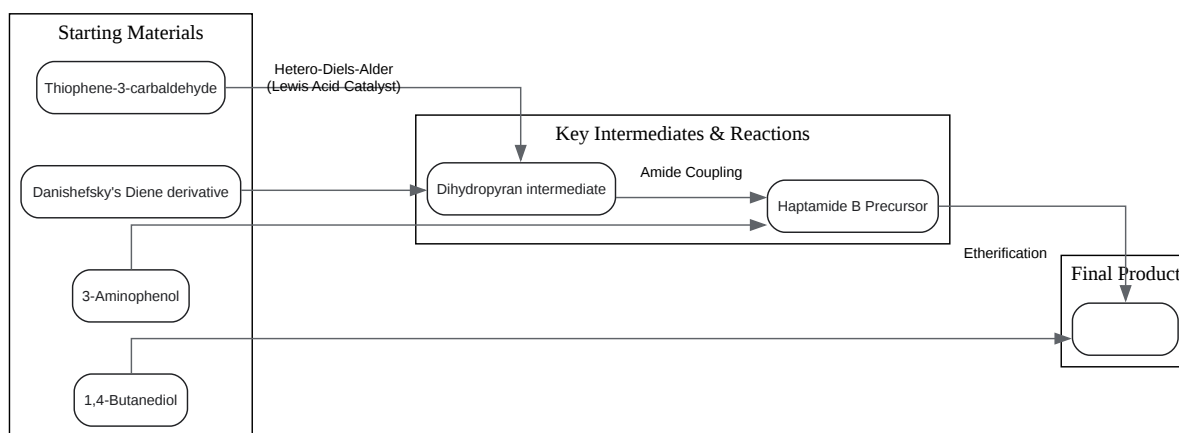 Starting Materials
Thiophene-3-carbaldehyde
Hetero-Diels-Alder
(Lewis Acid Catalyst)
Danishefsky's Diene derivative
3-Aminophenol
1,4-Butanediol
Key Intermediates & Reactions
Dihydropyran intermediate
Amide Coupling
Haptamide B Precursor
Etherification
Final Product